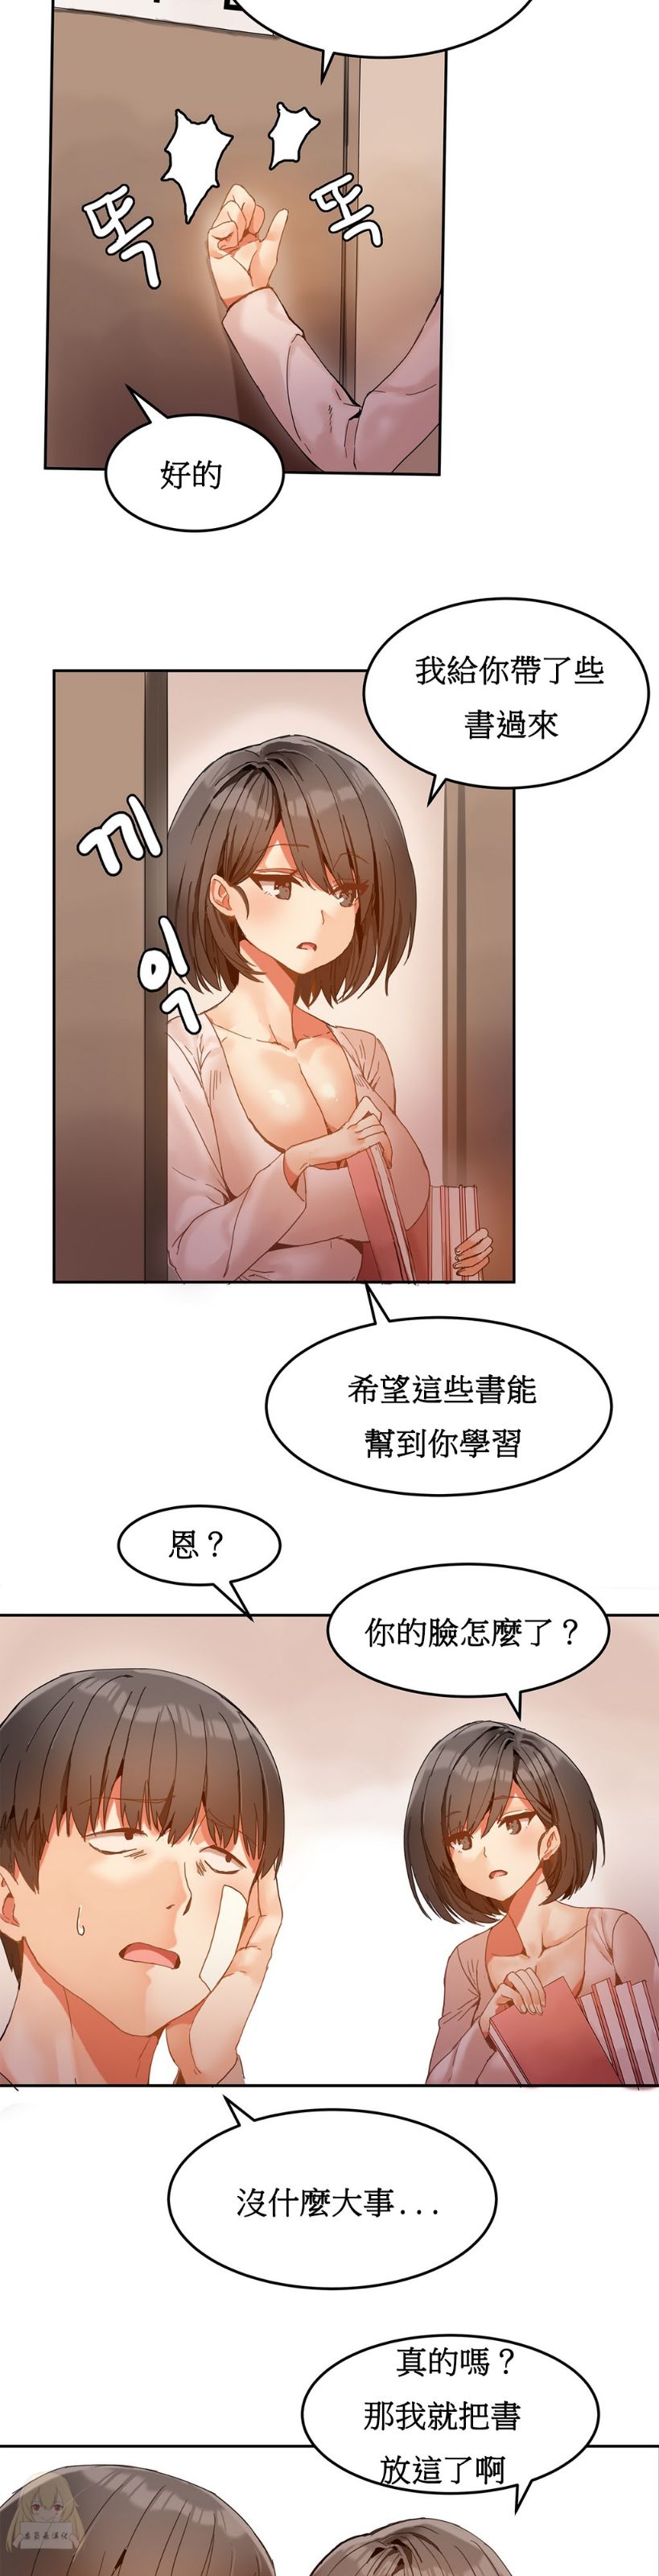 똑
똑
好的
我給你帶了些
書過來
끼
익
希望這些書能
幫到你學習
恩？
你的臉怎麼了？
沒什麼大事...
真的嗎？
那我就把書
放這了啊